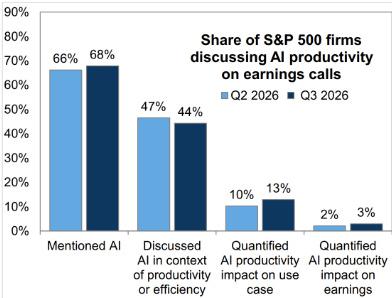 90%
80%
70%
60%
50%
40%
30%
20%
10%
0%
Share of S&P 500 firms
discussing AI productivity
on earnings calls
Q2 2026 Q3 2026
66% 68%
47% 44%
10% 13%
2% 3%
Mentioned AI
Discussed
AI in context
of productivity
or efficiency
Quantified
AI productivity
impact on use
case
Quantified
AI productivity
impact on
earnings